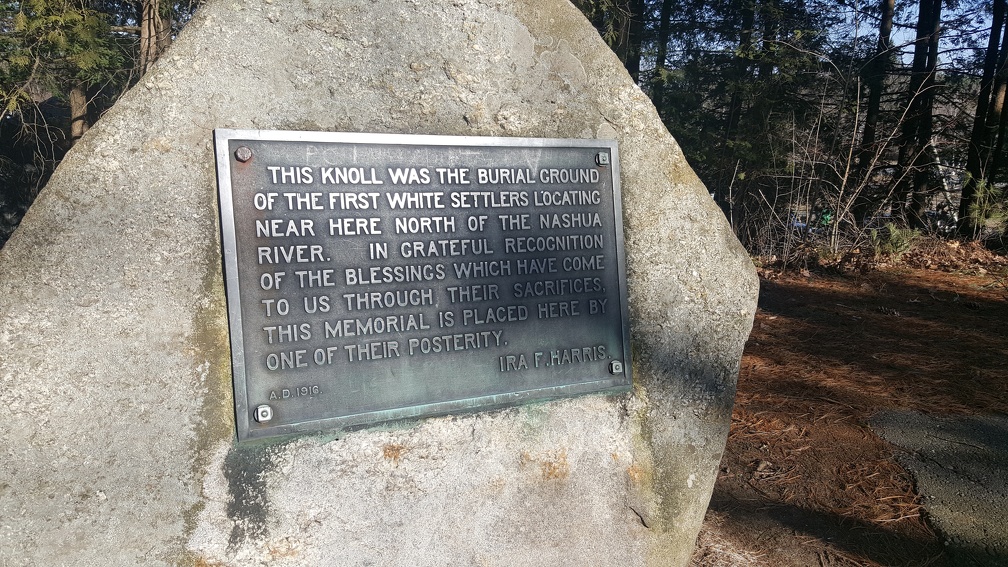 THIS KNOLL WAS THE BURIAL GROUND
OF THE FIRST WHITE SETTLERS LOCATING
NEAR HERE NORTH OF THE NASHUA
RIVER. IN GRATEFUL RECOGNITION
OF THE BLESSINGS WHICH HAVE COME
TO US THROUGH THEIR SACRIFICES,
THIS MEMORIAL IS PLACED HERE BY
ONE OF THEIR POSTERITY.
IRA F. HARRIS.
A.D. 1916.